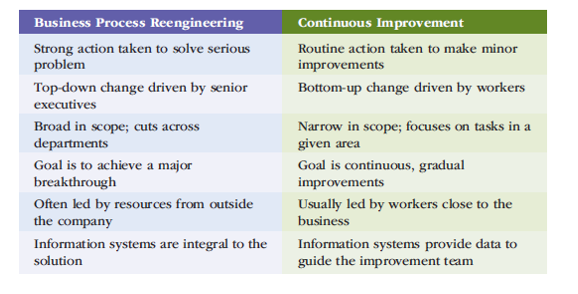 Business Process Reengineering
Continuous Improvement
Strong action taken to solve serious
problem
Routine action taken to make minor
improvements
Top-down change driven by senior
executives
Bottom-up change driven by workers
Broad in scope; cuts across
departments
Narrow in scope; focuses on tasks in a
given area
Goal is to achieve a major
breakthrough
Goal is continuous, gradual
improvements
Often led by resources from outside
the company
Usually led by workers close to the
business
Information systems are integral to the
solution
Information systems provide data to
guide the improvement team